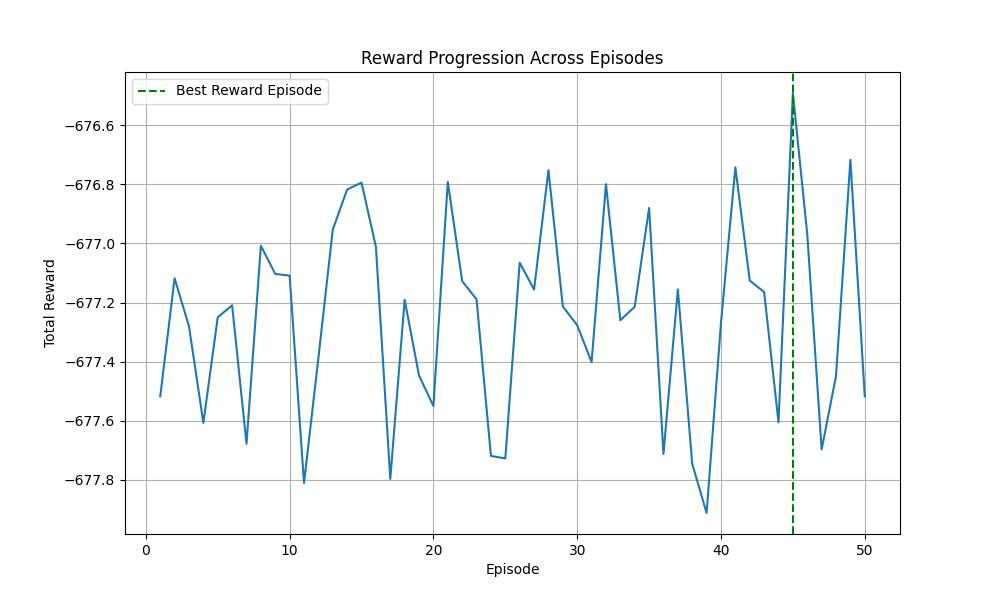 Reward Progression Across Episodes
Best Reward Episode
Total Reward
−676.6
−676.8
−677.0
−677.2
−677.4
−677.6
−677.8
0 10 20 30 40 50
Episode